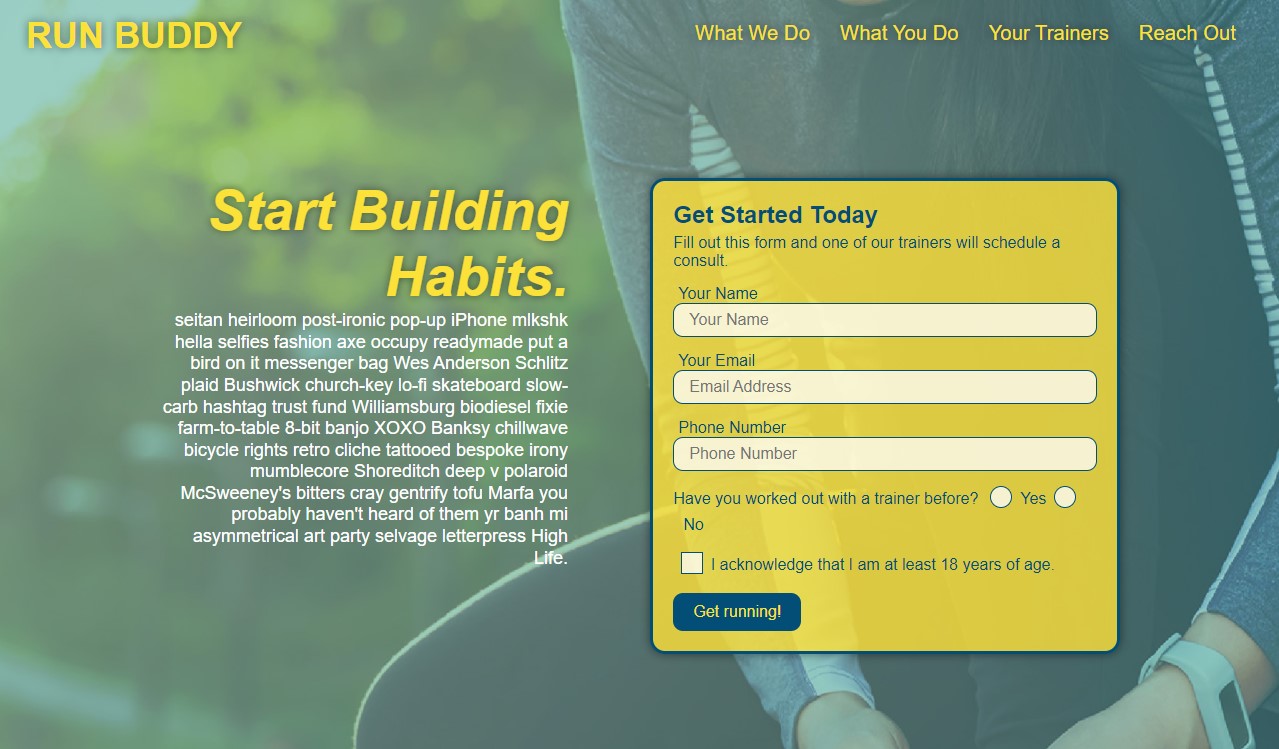 RUN BUDDY
What We Do
What You Do
Your Trainers
Reach Out
Start Building
Habits.
seitan heirloom post-ironic pop-up iPhone mlkshk
hella selfies fashion axe occupy readymade put a
bird on it messenger bag Wes Anderson Schlitz
plaid Bushwick church-key lo-fi skateboard slow-
carb hashtag trust fund Williamsburg biodiesel fixie
farm-to-table 8-bit banjo XOXO Banksy chillwave
bicycle rights retro cliche tattooed bespoke irony
mumblecore Shoreditch deep v polaroid
McSweeney's bitters cray gentrify tofu Marfa you
probably haven't heard of them yr banh mi
asymmetrical art party selvage letterpress High
Life.
Get Started Today
Fill out this form and one of our trainers will schedule a
consult.
Your Name
Your Name
Your Email
Email Address
Phone Number
Phone Number
Have you worked out with a trainer before? Yes
No
I acknowledge that I am at least 18 years of age.
Get running!